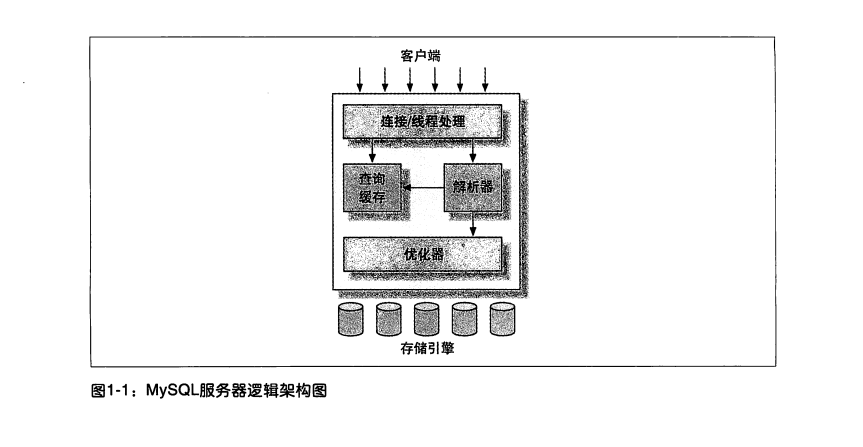 客户端
连接/线程处理
查询
缓存
解析器
优化器
存储引擎
图1-1：MySQL服务器逻辑架构图